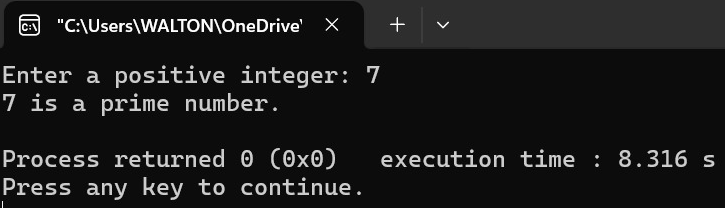 "C:\Users\WALTON\OneDrive\
Enter a positive integer: 7
7 is a prime number.
Process returned 0 (0x0)   execution time : 8.316 s
Press any key to continue.